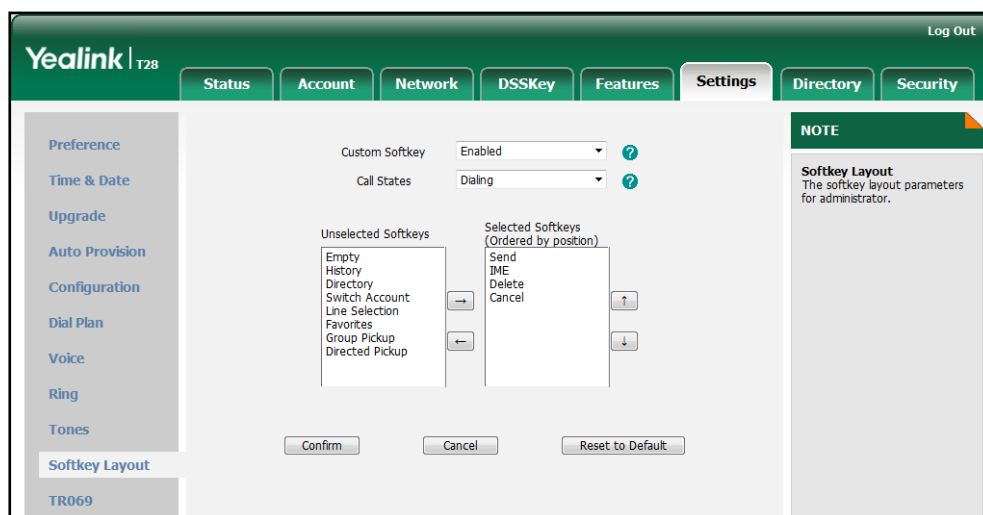 Log Out
Yealink T28
Status Account Network DSSKey Features Settings Directory Security
Preference
Time & Date
Upgrade
Auto Provision
Configuration
Dial Plan
Voice
Ring
Tones
Softkey Layout
TR069
Custom Softkey Enabled ?
Call States Dialing ?
Unselected Softkeys
Empty
History
Directory
Switch Account
Line Selection
Favorites
Group Pickup
Directed Pickup
→
←
Selected Softkeys
(Ordered by position)
Send
IME
Delete
Cancel
↑
↓
Confirm Cancel Reset to Default
NOTE
Softkey Layout
The softkey layout parameters
for administrator.